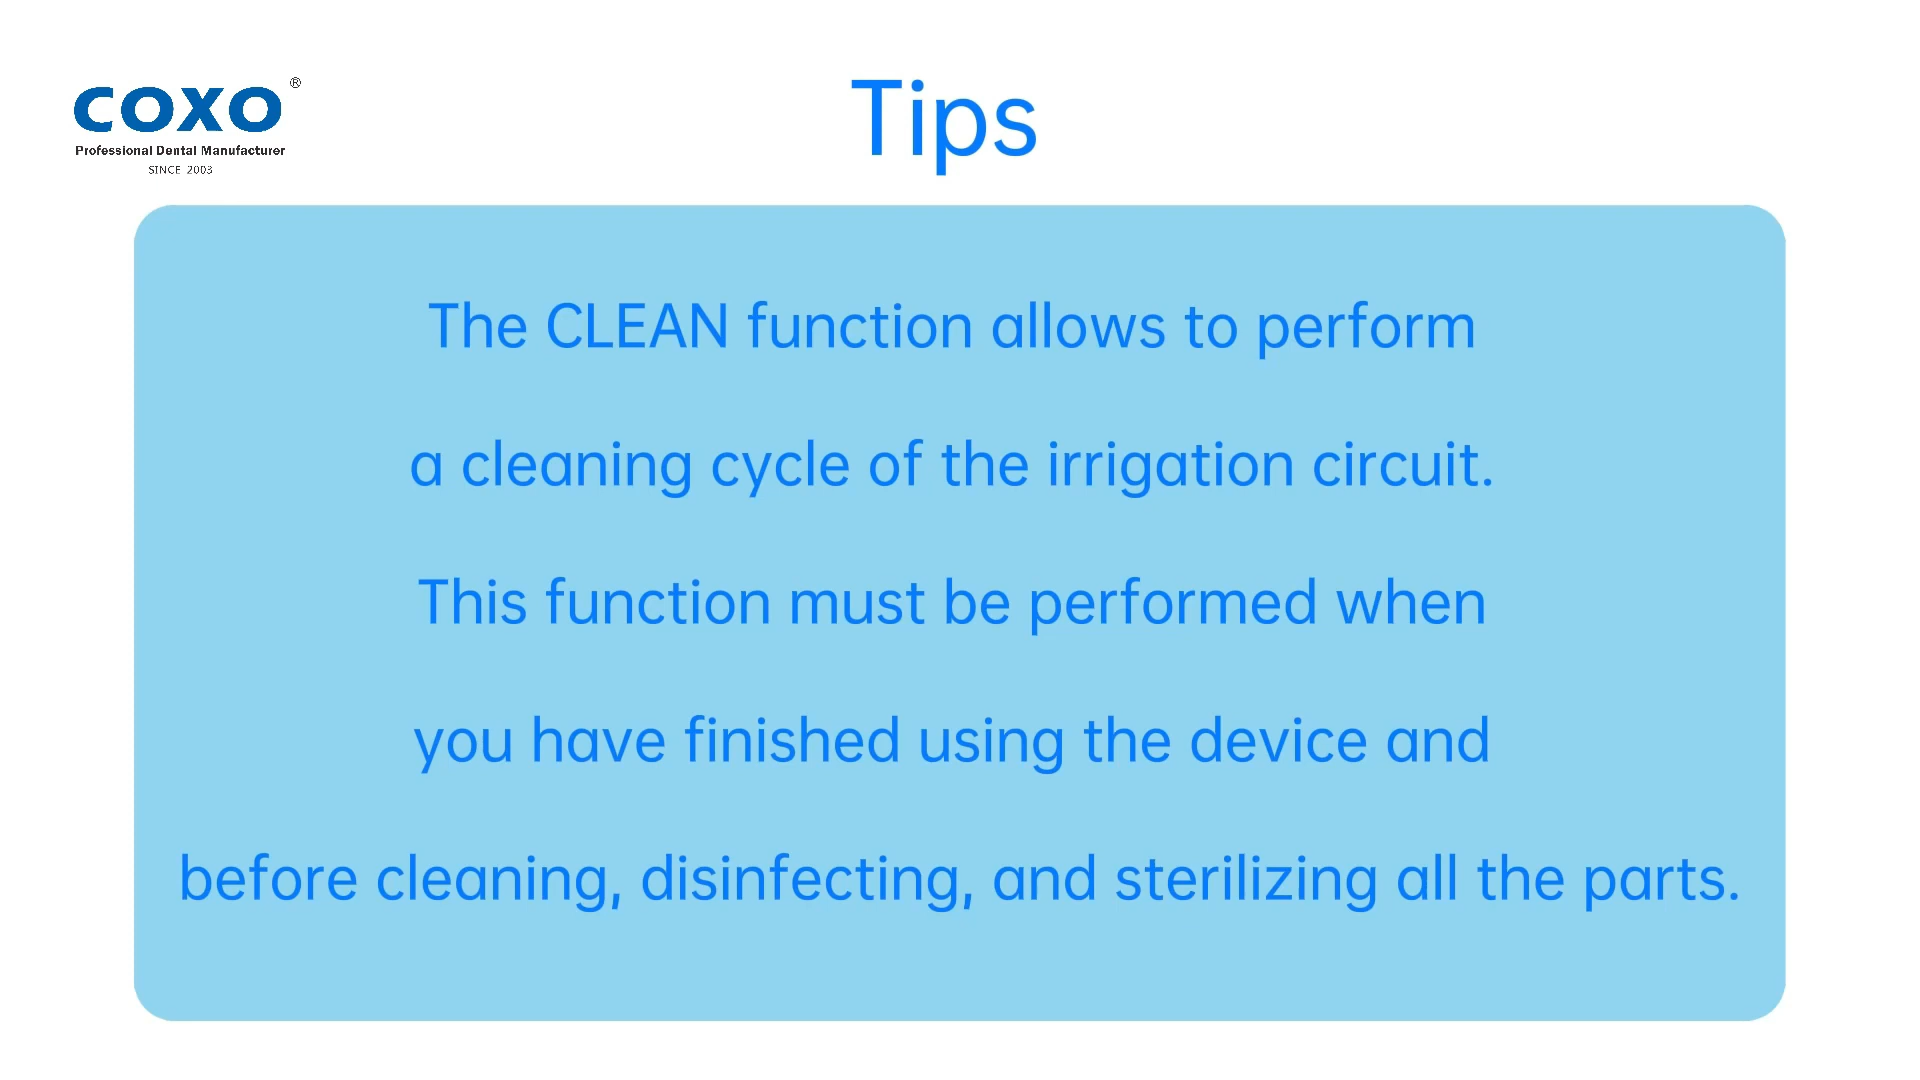 COXO®
Professional Dental Manufacturer
SINCE 2003
Tips
The CLEAN function allows to perform
a cleaning cycle of the irrigation circuit.
This function must be performed when
you have finished using the device and
before cleaning, disinfecting, and sterilizing all the parts.